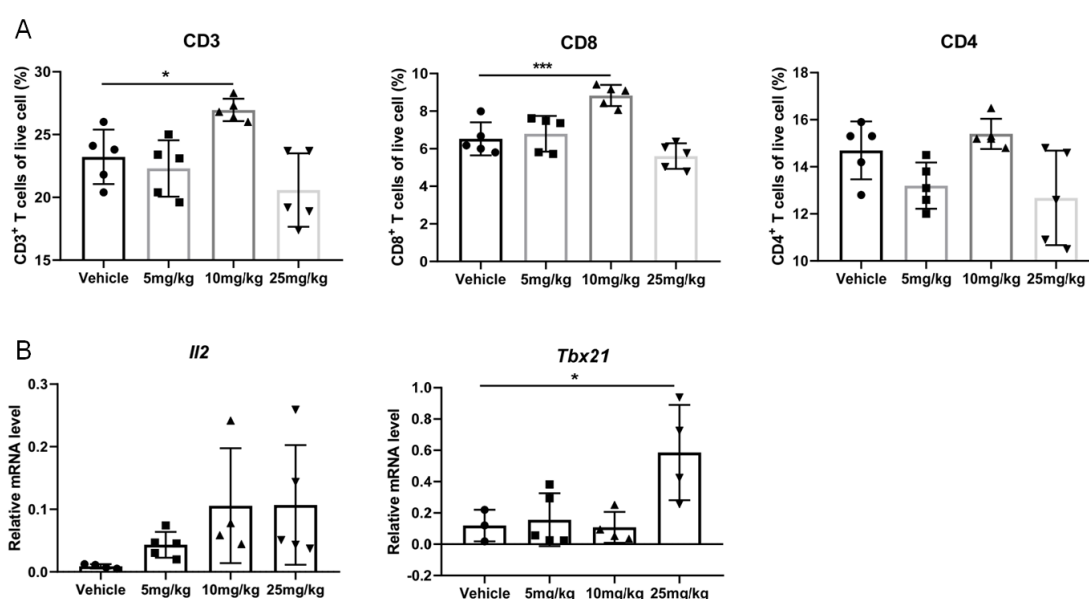 A
CD3
CD3+ T cells of live cell (%)
30
25
20
15
*
Vehicle 5mg/kg 10mg/kg 25mg/kg
CD8
CD8+ T cells of live cell (%)
10
8
6
4
2
0
***
Vehicle 5mg/kg 10mg/kg 25mg/kg
CD4
CD4+ T cells of live cell (%)
18
16
14
12
10
Vehicle 5mg/kg 10mg/kg 25mg/kg
B
Il2
Relative mRNA level
0.3
0.2
0.1
0.0
Vehicle 5mg/kg 10mg/kg 25mg/kg
Tbx21
Relative mRNA level
1.0
0.8
0.6
0.4
0.2
0.0
-0.2
*
Vehicle 5mg/kg 10mg/kg 25mg/kg